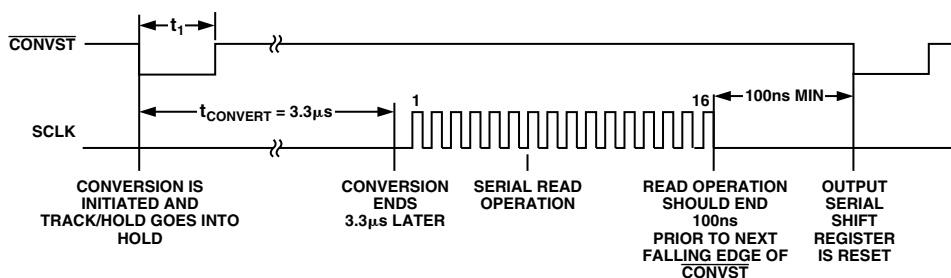 t1
CONVST
tCONVERT = 3.3µs
1
16
100ns MIN
SCLK
CONVERSION IS
INITIATED AND
TRACK/HOLD GOES INTO
HOLD
CONVERSION
ENDS
3.3µs LATER
SERIAL READ
OPERATION
READ OPERATION
SHOULD END
100ns
PRIOR TO NEXT
FALLING EDGE OF
CONVST
OUTPUT
SERIAL
SHIFT
REGISTER
IS RESET